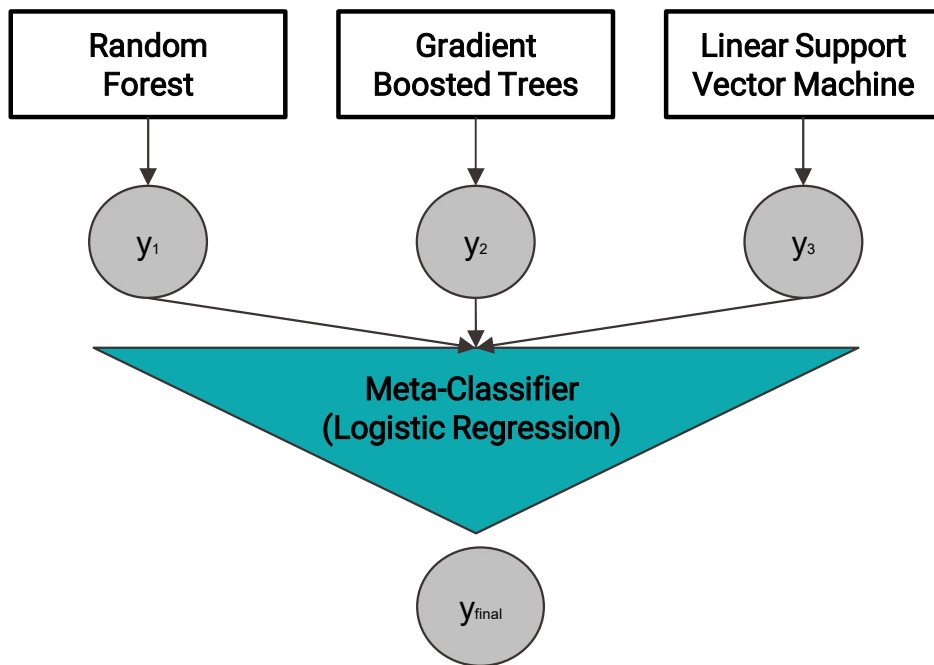 Random
Forest
Gradient
Boosted Trees
Linear Support
Vector Machine
y₁
y₂
y₃
Meta-Classifier
(Logistic Regression)
yfinal